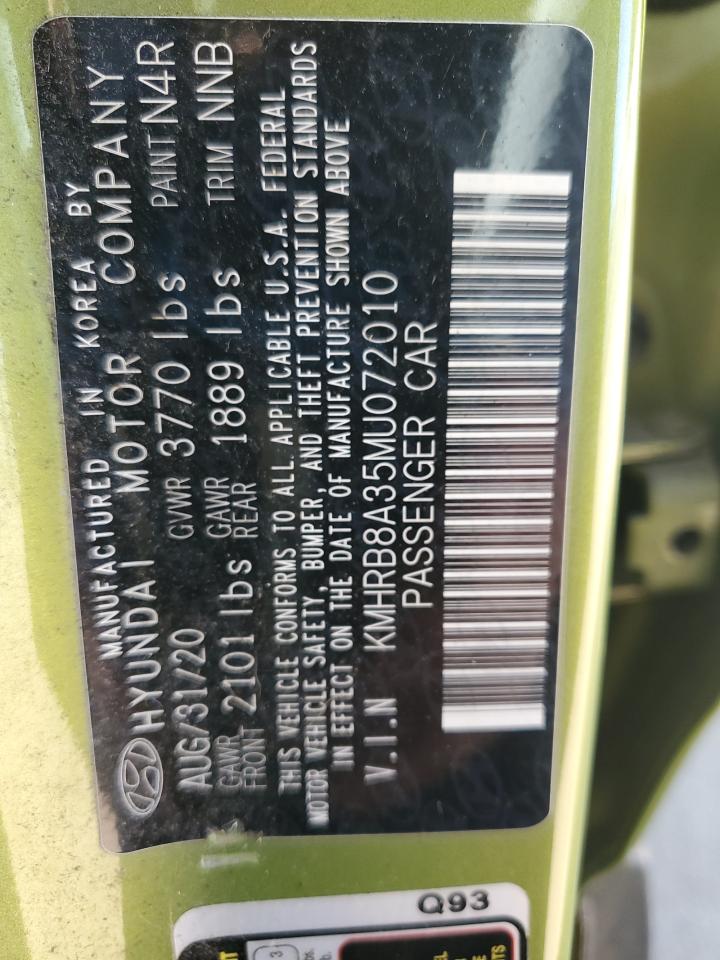 MANUFACTURED IN KOREA BY
HYUNDAI MOTOR COMPANY
AUG/31/20 GVWR 3770 lbs PAINT N4R
GAWR FRONT 2101 lbs GAWR REAR 1889 lbs TRIM NNB
THIS VEHICLE CONFORMS TO ALL APPLICABLE U.S.A. FEDERAL
MOTOR VEHICLE SAFETY, BUMPER, AND THEFT PREVENTION STANDARDS
IN EFFECT ON THE DATE OF MANUFACTURE SHOWN ABOVE
V.I.N KMHRB8A35MU072010
PASSENGER CAR
Q93